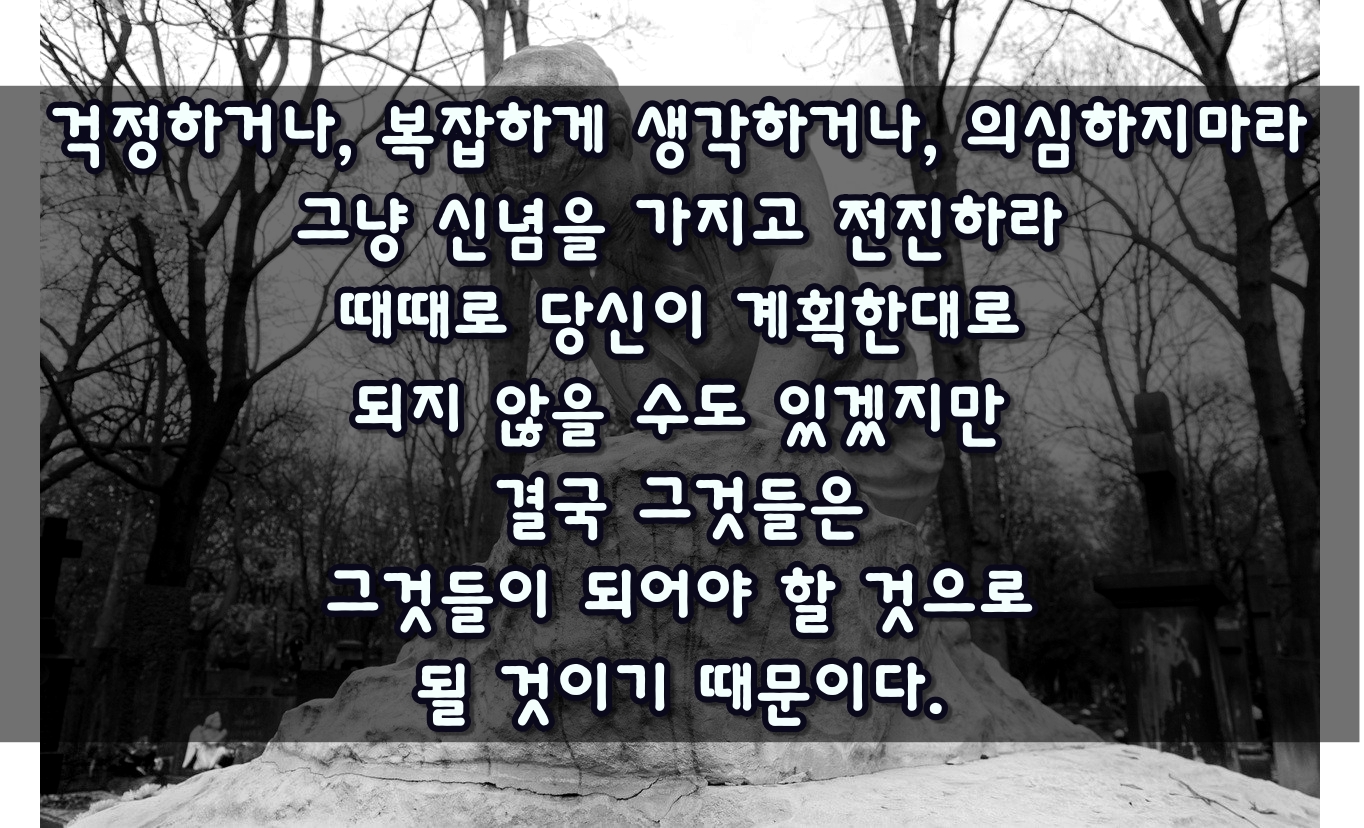 걱정하거나, 복잡하게 생각하거나, 의심하지마라
그냥 신념을 가지고 전진하라
때때로 당신이 계획한대로
되지 않을 수도 있겠지만
결국 그것들은
그것들이 되어야 할 것으로
될 것이기 때문이다.